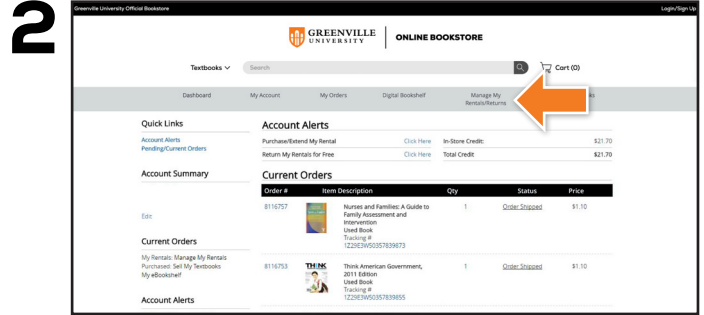 2
Greenville University Official Bookstore
Login/Sign Up
GREENVILLE
UNIVERSITY
ONLINE BOOKSTORE
Textbooks
Search
Cart (0)
Dashboard
My Account
My Orders
Digital Bookshelf
Manage My
Rentals/Returns
Quick Links
Account Alerts
Pending/Current Orders
Account Summary
Edit
Current Orders
My Rentals: Manage My Rentals
Purchased: Sell My Textbooks
My eBookshelf
Account Alerts
Account Alerts
Purchase/Extend My Rental
Click Here
In-Store Credit:
$21.70
Return My Rentals for Free
Click Here
Total Credit
$21.70
Current Orders
Order #
Item Description
Qty
Status
Price
8116757
Nurses and Families: A Guide to
Family Assessment and
Intervention
Used Book
Tracking #
1Z29E3W50357839873
1
Order Shipped
$1.10
8116753
THINK
Think American Government,
2011 Edition
Used Book
Tracking #
1Z29E3W50357839855
1
Order Shipped
$1.10